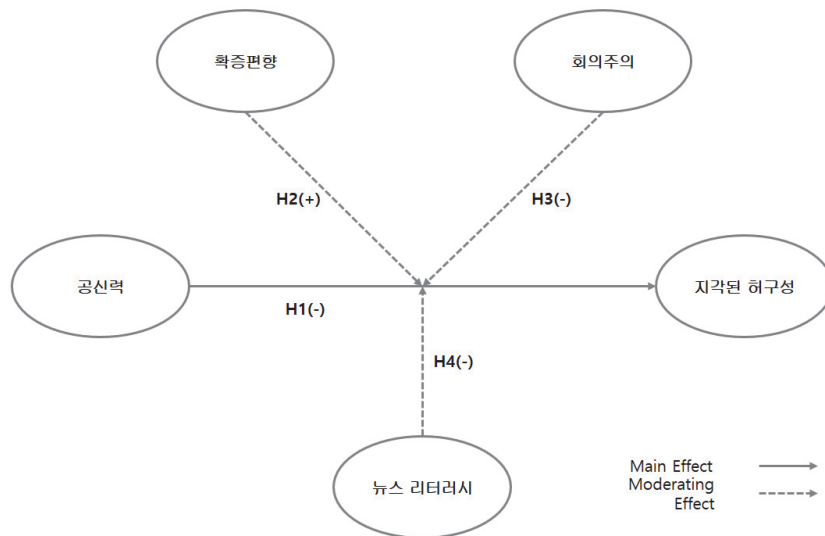 확증편향
회의주의
H2(+)
H3(-)
공신력
지각된 허구성
H1(-)
H4(-)
뉴스 리터러시
Main Effect
Moderating
Effect